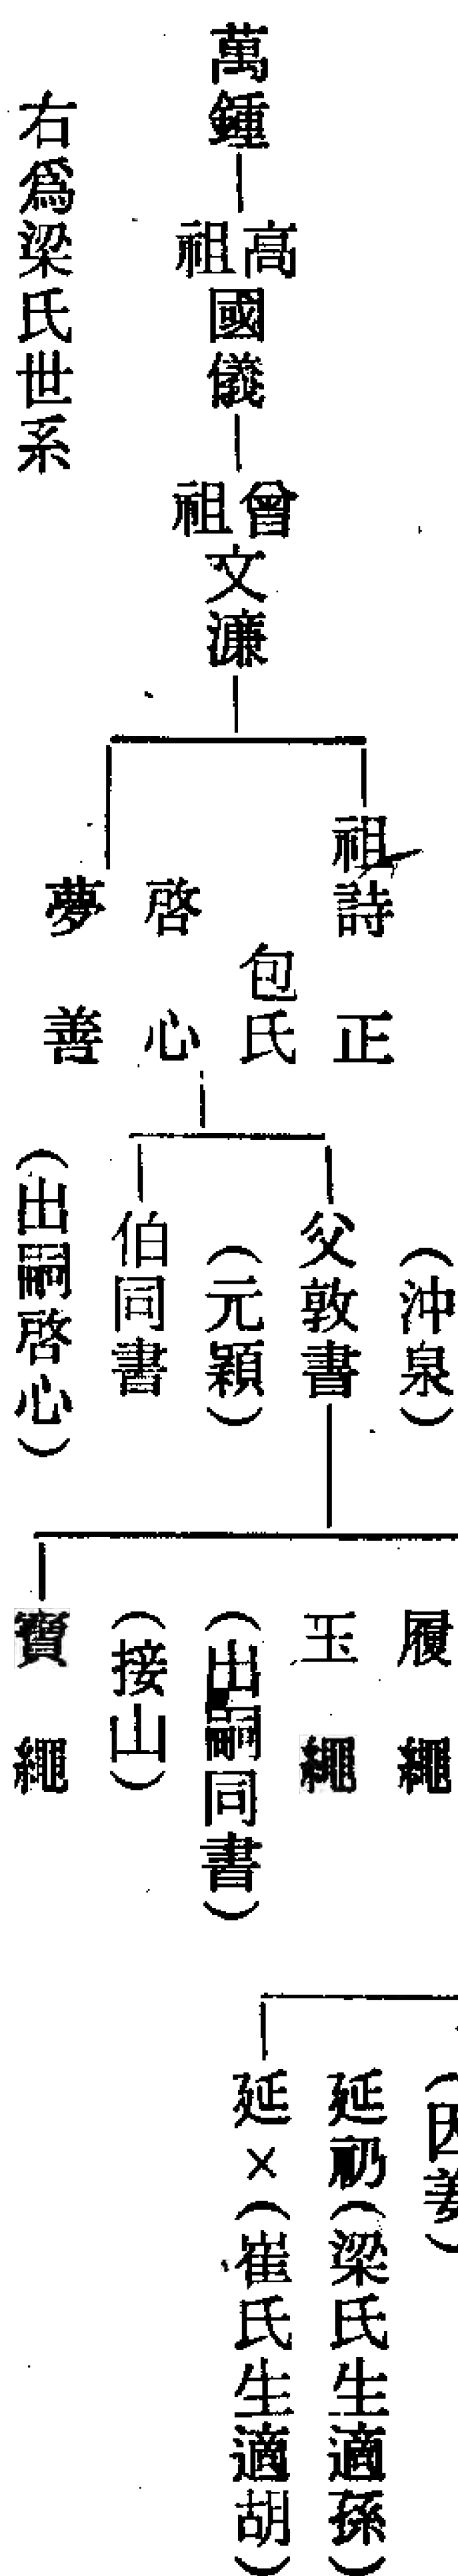 萬鍾
高祖國儀
曾祖文濂
祖詩正
包氏
啓心
夢善
(沖泉)
父敦書
(元穎)
伯同書
(出嗣啓心)
履繩
玉繩
(出嗣同書)
(接山)
寶繩
延礽(梁氏生適孫)
延×(崔氏生適胡)
右爲梁氏世系